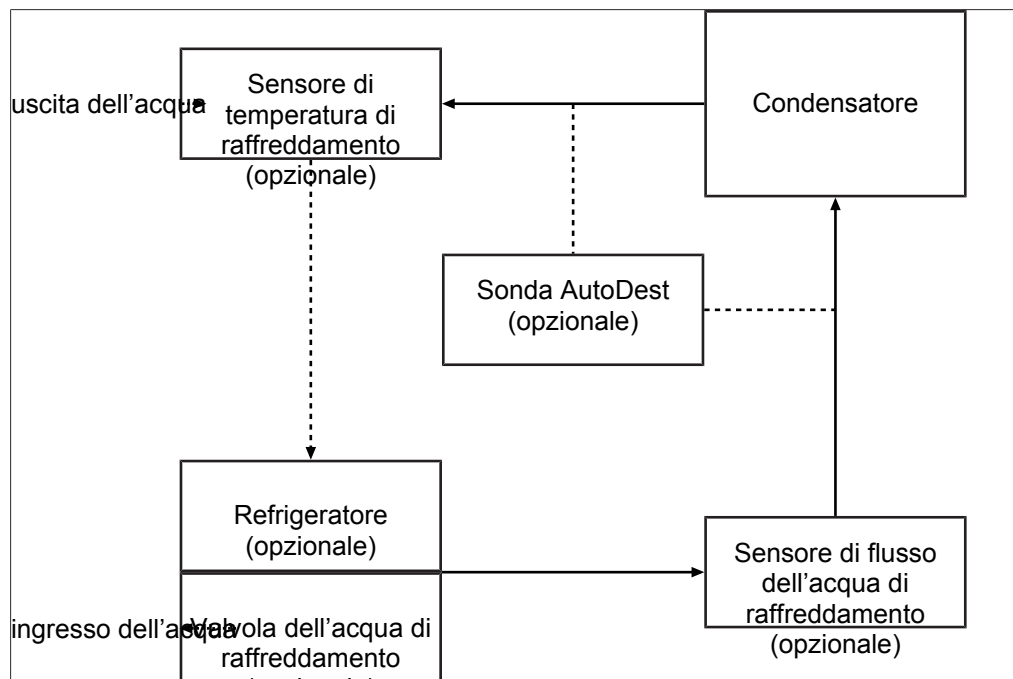 uscita dell’acqua
Sensore di
temperatura di
raffreddamento
(opzionale)
Condensatore
Sonda AutoDest
(opzionale)
Refrigeratore
(opzionale)
Sensore di flusso
dell’acqua di
raffreddamento
(opzionale)
ingresso dell’acqua
Valvola dell’acqua di
raffreddamento